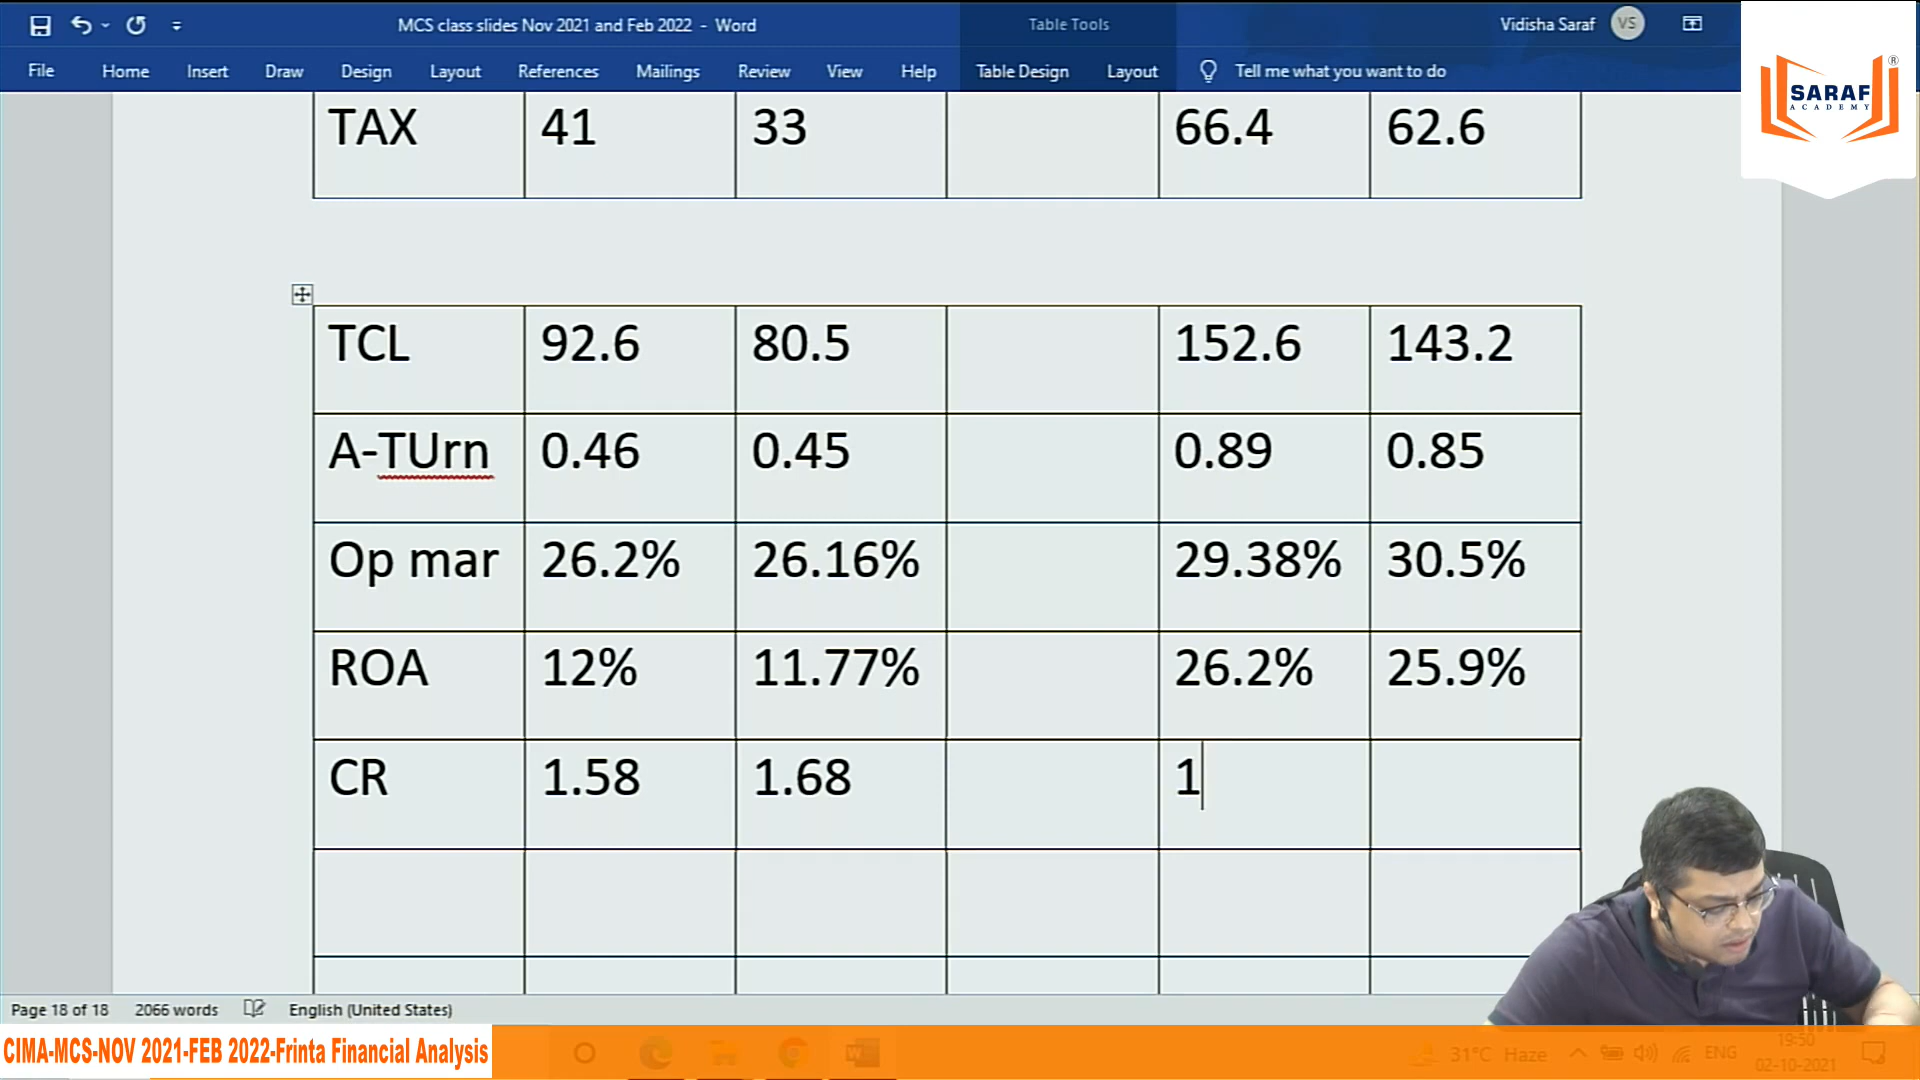 MCS class slides Nov 2021 and Feb 2022 - Word
Table Tools
Vidisha Saraf
VS
File Home Insert Draw Design Layout References Mailings Review View Help Table Design Layout Tell me what you want to do
SARAF
ACADEMY
®
TAX 41 33 66.4 62.6
TCL 92.6 80.5 152.6 143.2
A-TUrn 0.46 0.45 0.89 0.85
Op mar 26.2% 26.16% 29.38% 30.5%
ROA 12% 11.77% 26.2% 25.9%
CR 1.58 1.68 1
Page 18 of 18 2066 words English (United States)
CIMA-MCS-NOV 2021-FEB 2022-Frinta Financial Analysis
31°C Haze ENG
19:50
02-10-2021